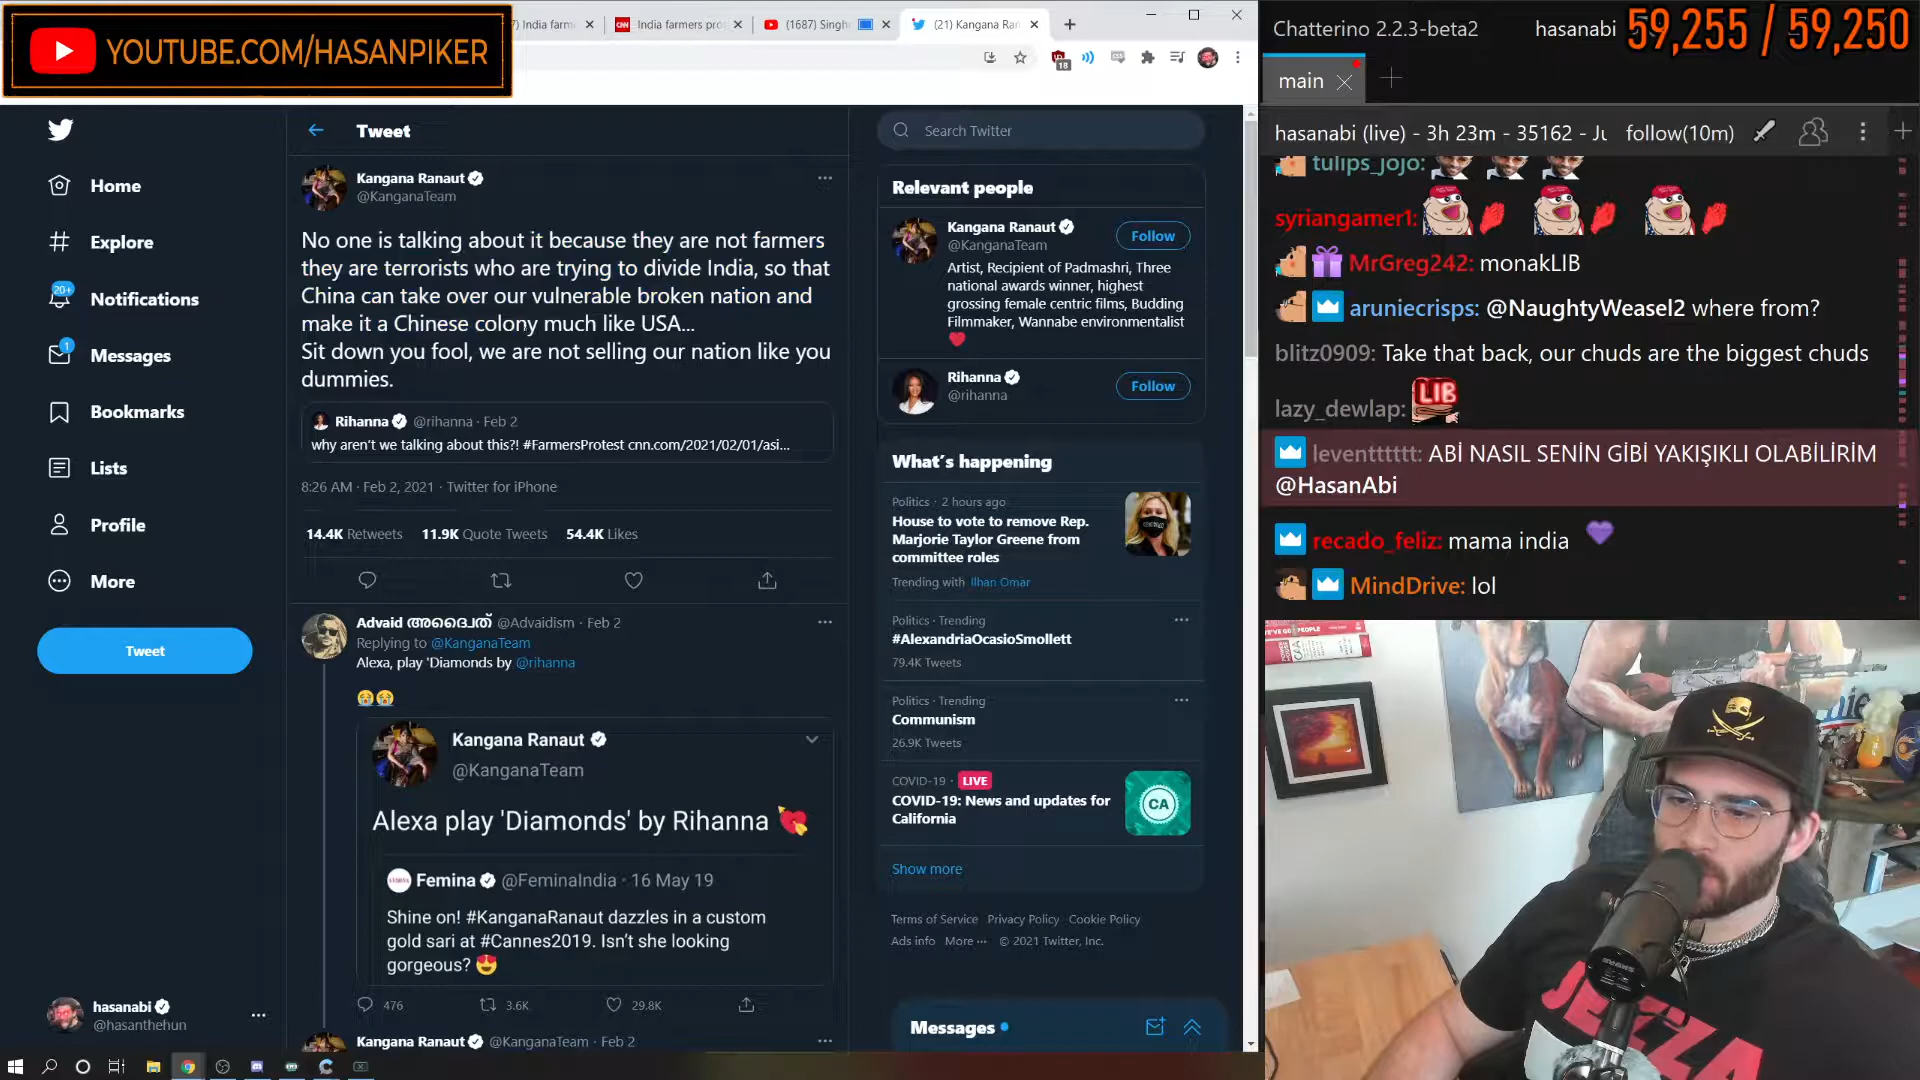 YOUTUBE.COM/HASANPIKER
India farm
India farmers pro
(1687) Singh
(21) Kangana Ran
18
Tweet
Search Twitter
Home
Explore
20+
Notifications
1
Messages
Bookmarks
Lists
Profile
More
Tweet
hasanabi
@hasanthehun
Kangana Ranaut
@KanganaTeam
No one is talking about it because they are not farmers
they are terrorists who are trying to divide India, so that
China can take over our vulnerable broken nation and
make it a Chinese colony much like USA...
Sit down you fool, we are not selling our nation like you
dummies.
Rihanna @rihanna · Feb 2
why aren't we talking about this?! #FarmersProtest cnn.com/2021/02/01/asi...
8:26 AM · Feb 2, 2021 · Twitter for iPhone
14.4K Retweets 11.9K Quote Tweets 54.4K Likes
Advaid അദ്വൈത് @Advaidism · Feb 2
Replying to @KanganaTeam
Alexa, play 'Diamonds by @rihanna
😭😭
Kangana Ranaut
@KanganaTeam
Alexa play 'Diamonds' by Rihanna 💘
Femina @FeminaIndia · 16 May 19
Shine on! #KanganaRanaut dazzles in a custom
gold sari at #Cannes2019. Isn't she looking
gorgeous? 😍
476 3.6K 29.8K
Kangana Ranaut @KanganaTeam · Feb 2
Relevant people
Kangana Ranaut
@KanganaTeam
Follow
Artist, Recipient of Padmashri, Three
national awards winner, highest
grossing female centric films, Budding
Filmmaker, Wannabe environmentalist
❤️
Rihanna
@rihanna
Follow
What's happening
Politics · 2 hours ago
House to vote to remove Rep.
Marjorie Taylor Greene from
committee roles
Trending with Ilhan Omar
Politics · Trending
#AlexandriaOcasioSmollett
79.4K Tweets
Politics · Trending
Communism
26.9K Tweets
COVID-19 · LIVE
COVID-19: News and updates for
California
CA
Show more
Terms of Service Privacy Policy Cookie Policy
Ads info More ··· © 2021 Twitter, Inc.
Messages
Chatterino 2.2.3-beta2 hasanabi
59,255 / 59,250
main
hasanabi (live) - 3h 23m - 35162 - Ju follow(10m)
tulips_jojo:
syriangamer1:
MrGreg242: monakLIB
aruniecrisps: @NaughtyWeasel2 where from?
blitz0909: Take that back, our chuds are the biggest chuds
lazy_dewlap: LIB
leventttttt: ABİ NASIL SENİN GİBİ YAKIŞIKLI OLABİLİRİM
@HasanAbi
recado_feliz: mama india 💜
MindDrive: lol